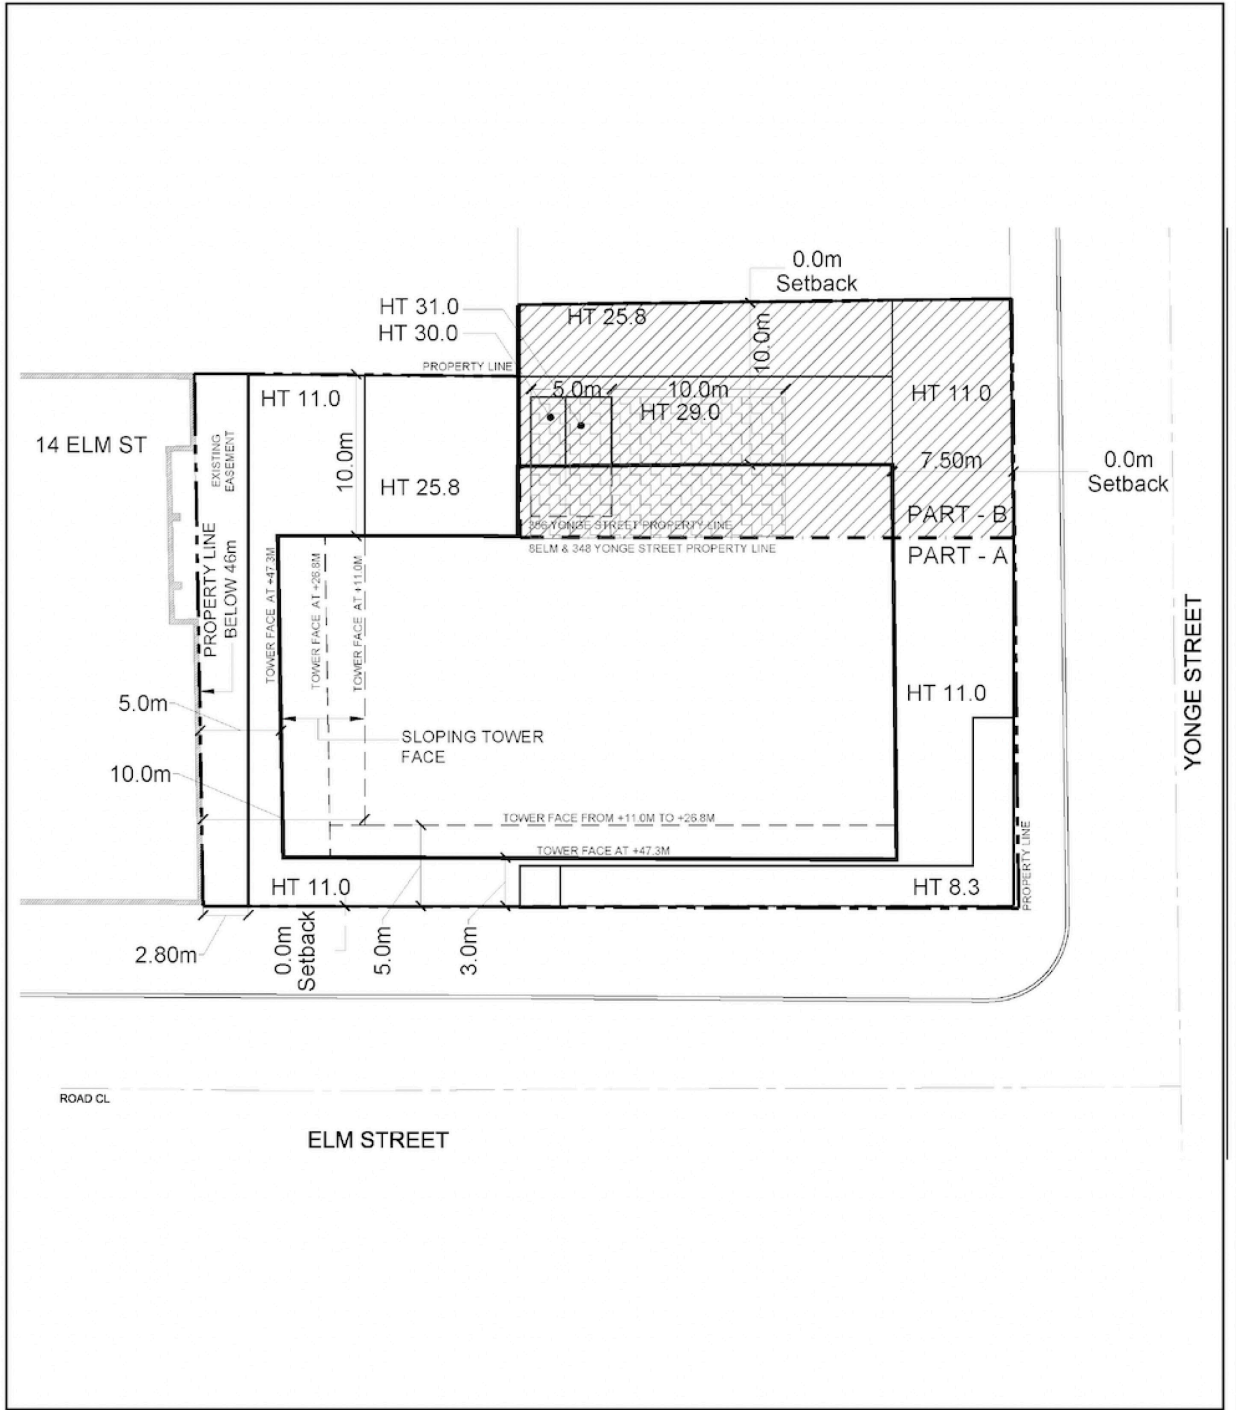 0.0m
Setback
HT 31.0
HT 30.0
HT 25.8
10.0m
PROPERTY LINE
5.0m
10.0m
HT 29.0
HT 11.0
HT 11.0
14 ELM ST
EXISTING
EASEMENT
10.0m
HT 25.8
7.50m
0.0m
Setback
PART - B
356 YONGE STREET PROPERTY LINE
8ELM & 348 YONGE STREET PROPERTY LINE
PART - A
PROPERTY LINE
BELOW 46m
TOWER FACE AT +47.3M
TOWER FACE AT +26.8M
TOWER FACE AT +11.0M
YONGE STREET
HT 11.0
5.0m
SLOPING TOWER
FACE
10.0m
TOWER FACE FROM +11.0M TO +26.8M
TOWER FACE AT +47.3M
PROPERTY LINE
HT 11.0
HT 8.3
2.80m
0.0m
Setback
5.0m
3.0m
ROAD CL
ELM STREET